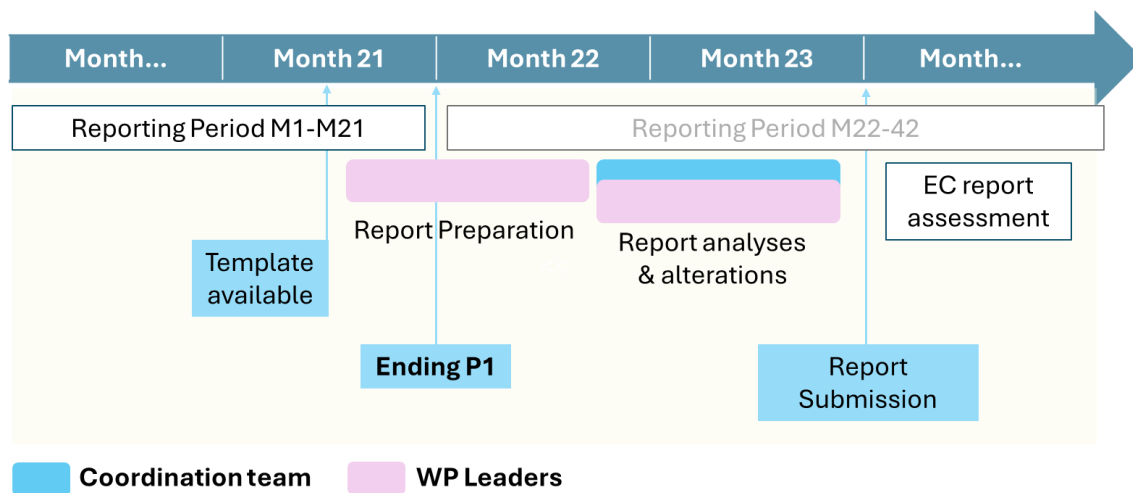 Month...
Month 21
Month 22
Month 23
Month...
Reporting Period M1-M21
Reporting Period M22-42
EC report
assessment
Report Preparation
Report analyses
& alterations
Template
available
Ending P1
Report
Submission
Coordination team
WP Leaders